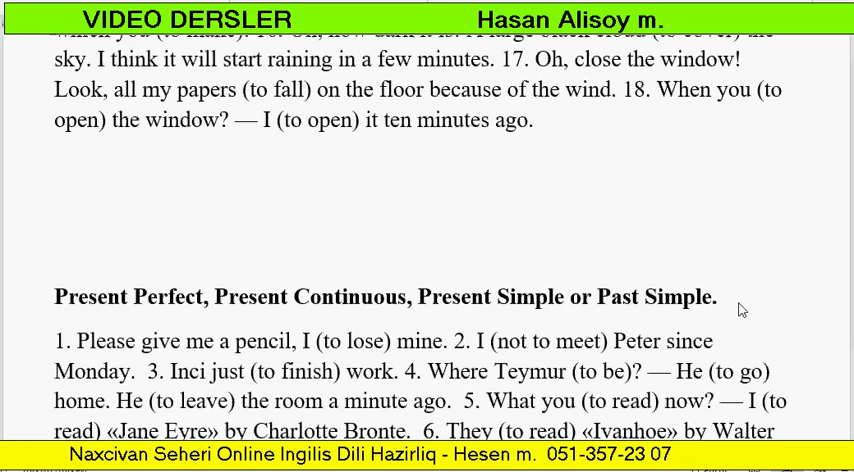 VIDEO DERSLER Hasan Alisoy m.
sky. I think it will start raining in a few minutes. 17. Oh, close the window!
Look, all my papers (to fall) on the floor because of the wind. 18. When you (to
open) the window? — I (to open) it ten minutes ago.
Present Perfect, Present Continuous, Present Simple or Past Simple.
1. Please give me a pencil, I (to lose) mine. 2. I (not to meet) Peter since
Monday. 3. Inci just (to finish) work. 4. Where Teymur (to be)? — He (to go)
home. He (to leave) the room a minute ago. 5. What you (to read) now? — I (to
read) «Jane Eyre» by Charlotte Bronte. 6. They (to read) «Ivanhoe» by Walter
Naxcivan Seheri Online Ingilis Dili Hazirliq - Hesen m. 051-357-23 07